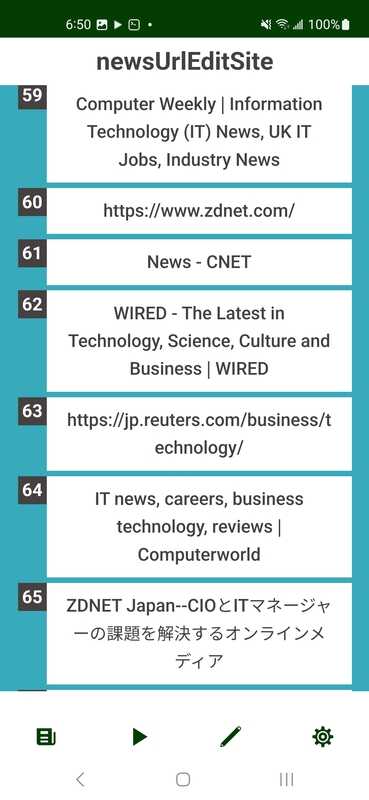 6:50
100%
newsUrlEditSite
59
Computer Weekly | Information
Technology (IT) News, UK IT
Jobs, Industry News
60
https://www.zdnet.com/
61
News - CNET
62
WIRED - The Latest in
Technology, Science, Culture and
Business | WIRED
63
https://jp.reuters.com/business/t
echnology/
64
IT news, careers, business
technology, reviews |
Computerworld
65
ZDNET Japan--CIOとITマネージャ
ーの課題を解決するオンラインメ
ディア